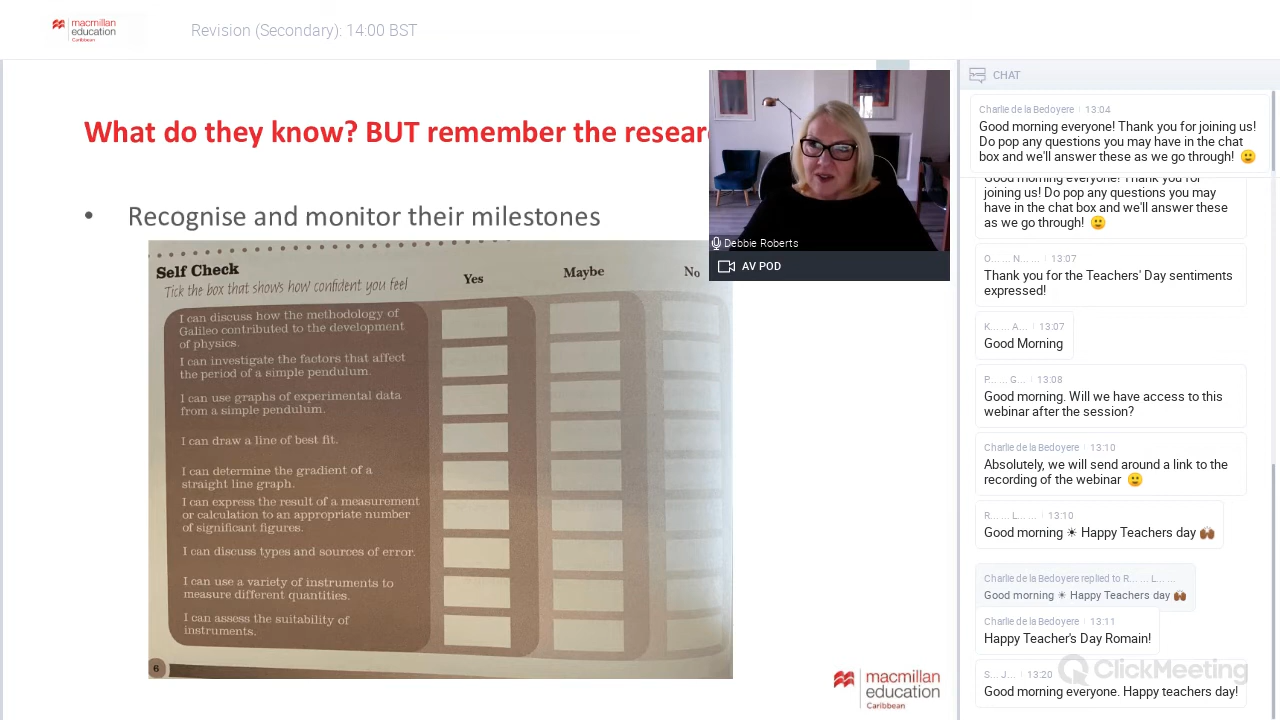 macmillan
education
Caribbean
Revision (Secondary): 14:00 BST
What do they know? BUT remember the resear
• Recognise and monitor their milestones
Self Check
Tick the box that shows how confident you feel
Yes
Maybe
No
I can discuss how the methodology of
Galileo contributed to the development
of physics.
I can investigate the factors that affect
the period of a simple pendulum.
I can use graphs of experimental data
from a simple pendulum.
I can draw a line of best fit.
I can determine the gradient of a
straight line graph.
I can express the result of a measurement
or calculation to an appropriate number
of significant figures.
I can discuss types and sources of error.
I can use a variety of instruments to
measure different quantities.
I can assess the suitability of
instruments.
6
Debbie Roberts
AV POD
macmillan
education
Caribbean
CHAT
Charlie de la Bedoyere 13:04
Good morning everyone! Thank you for joining us!
Do pop any questions you may have in the chat
box and we'll answer these as we go through! 🙂
Good morning everyone! Thank you for
joining us! Do pop any questions you may
have in the chat box and we'll answer these
as we go through! 🙂
O... ... N... ... 13:07
Thank you for the Teachers' Day sentiments
expressed!
K... ... A... ... 13:07
Good Morning
P... ... G... ... 13:08
Good morning. Will we have access to this
webinar after the session?
Charlie de la Bedoyere 13:10
Absolutely, we will send around a link to the
recording of the webinar 🙂
R... ... L... ... 13:10
Good morning ☀ Happy Teachers day 🙌🏾
Charlie de la Bedoyere replied to R... ... L... ...
Good morning ☀ Happy Teachers day 🙌🏾
Charlie de la Bedoyere 13:11
Happy Teacher's Day Romain!
S... ... J... ... 13:20
Good morning everyone. Happy teachers day!
ClickMeeting